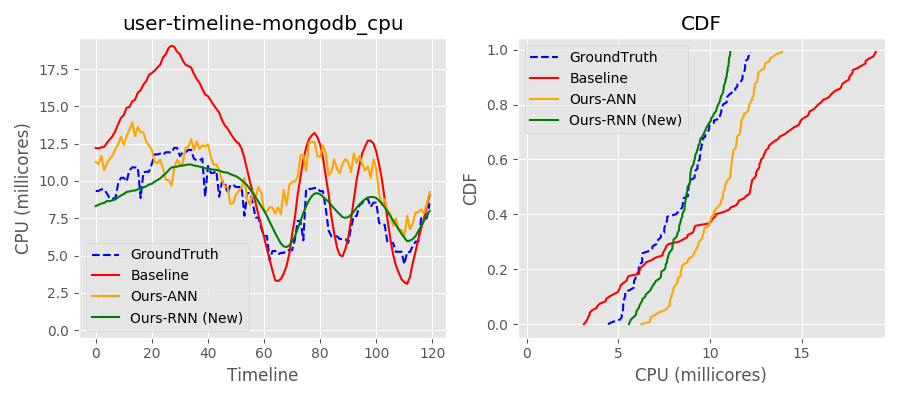 user-timeline-mongodb_cpu
CPU (millicores)
17.5
15.0
12.5
10.0
7.5
5.0
2.5
0.0
GroundTruth
Baseline
Ours-ANN
Ours-RNN (New)
0 20 40 60 80 100 120
Timeline
CDF
CDF
1.0
0.8
0.6
0.4
0.2
0.0
GroundTruth
Baseline
Ours-ANN
Ours-RNN (New)
0 5 10 15
CPU (millicores)